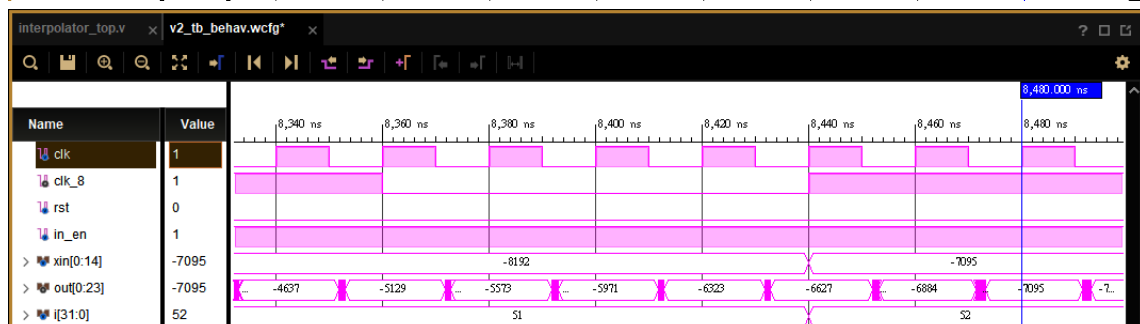 interpolator_top.v × v2_tb_behav.wcfg* ×
?
8,480.000 ns
Name Value 8,340 ns 8,360 ns 8,380 ns 8,400 ns 8,420 ns 8,440 ns 8,460 ns 8,480 ns
clk 1
clk_8 1
rst 0
in_en 1
xin[0:14] -7095 -8192 -7095
out[0:23] -7095 ... -4637 -5129 ... -5573 ... -5971 -6323 -6627 ... -6884 -7095 -7...
i[31:0] 52 51 52